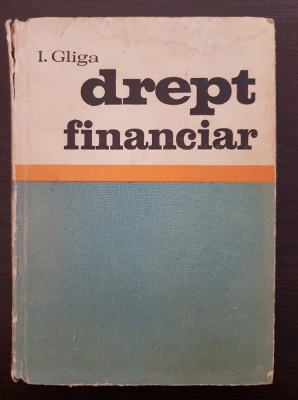 I. Gliga
drept
financiar